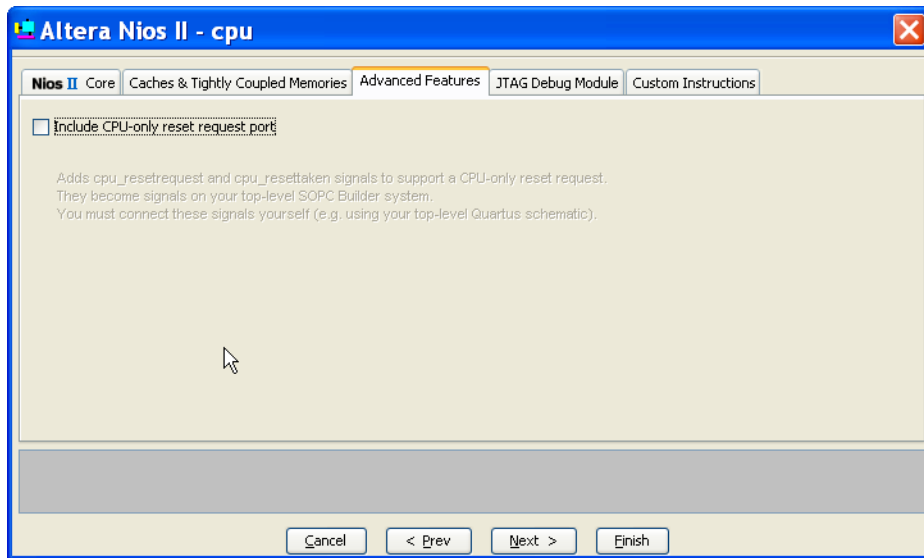 Altera Nios II - cpu
Nios II Core
Caches & Tightly Coupled Memories
Advanced Features
JTAG Debug Module
Custom Instructions
Include CPU-only reset request port
Adds cpu_resetrequest and cpu_resettaken signals to support a CPU-only reset request.
They become signals on your top-level SOPC Builder system.
You must connect these signals yourself (e.g. using your top-level Quartus schematic).
Cancel
< Prev
Next >
Finish